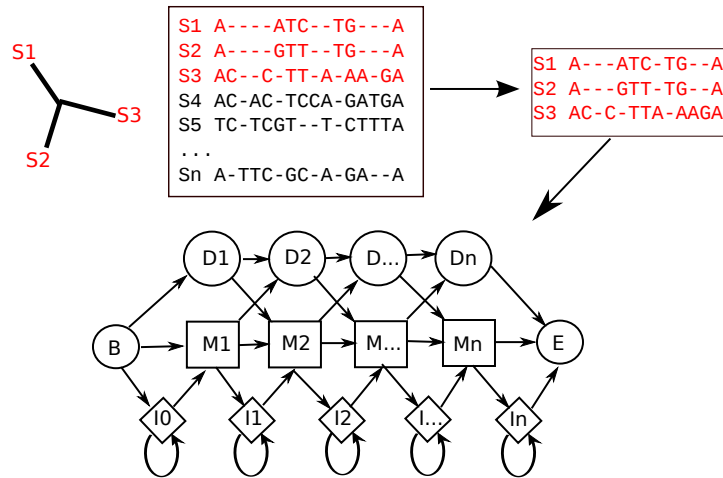 S1
S2
S3
S1 A----ATC--TG---A
S2 A----GTT--TG---A
S3 AC--C-TT-A-AA-GA
S4 AC-AC-TCCA-GATGA
S5 TC-TCGT--T-CTTTA
...
Sn A-TTC-GC-A-GA--A
S1 A---ATC-TG--A
S2 A---GTT-TG--A
S3 AC-C-TTA-AAGA
D1 D2 D... Dn
B M1 M2 M... Mn E
I0 I1 I2 I... In